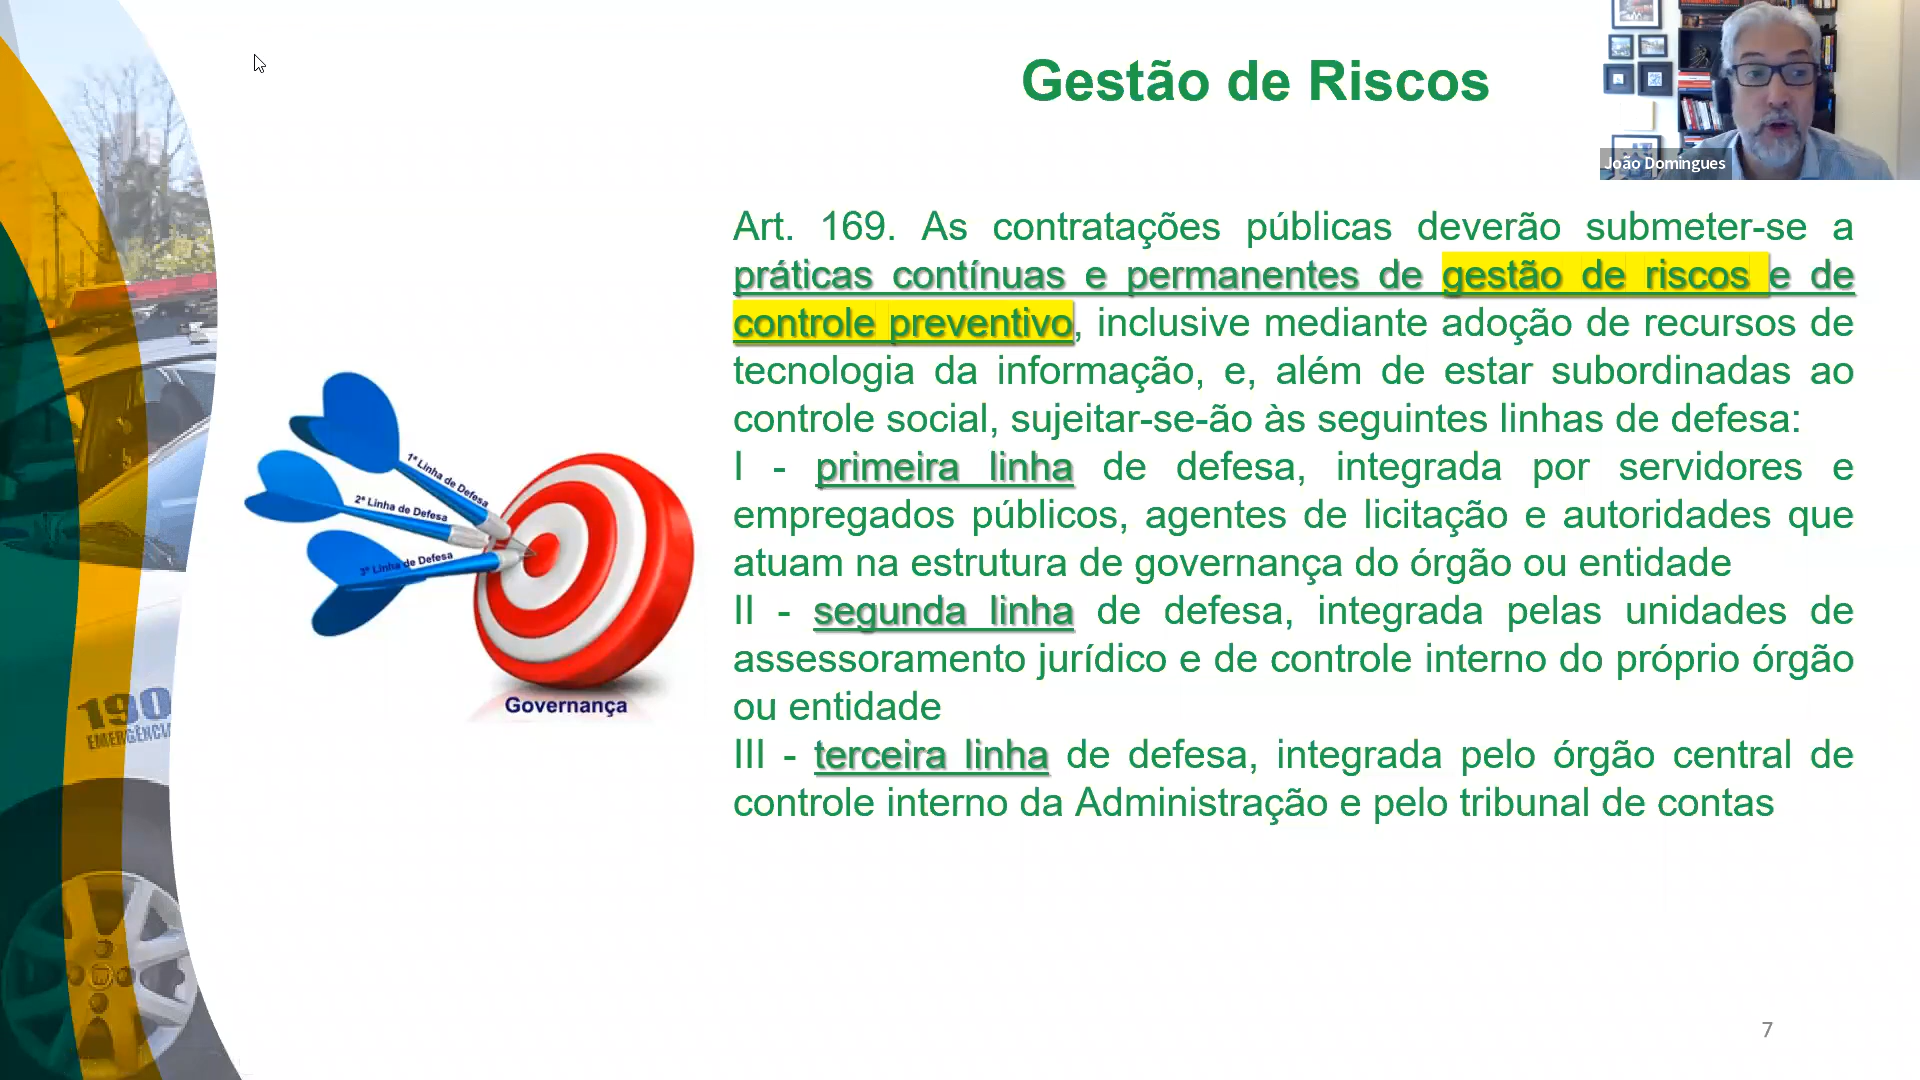 Gestão de Riscos
João Domingues
Art. 169. As contratações públicas deverão submeter-se a
práticas contínuas e permanentes de gestão de riscos e de
controle preventivo, inclusive mediante adoção de recursos de
tecnologia da informação, e, além de estar subordinadas ao
controle social, sujeitar-se-ão às seguintes linhas de defesa:
I - primeira linha de defesa, integrada por servidores e
empregados públicos, agentes de licitação e autoridades que
atuam na estrutura de governança do órgão ou entidade
II - segunda linha de defesa, integrada pelas unidades de
assessoramento jurídico e de controle interno do próprio órgão
ou entidade
III - terceira linha de defesa, integrada pelo órgão central de
controle interno da Administração e pelo tribunal de contas
1ª Linha de Defesa
2ª Linha de Defesa
3ª Linha de Defesa
Governança
190
EMERGÊNCIA
7